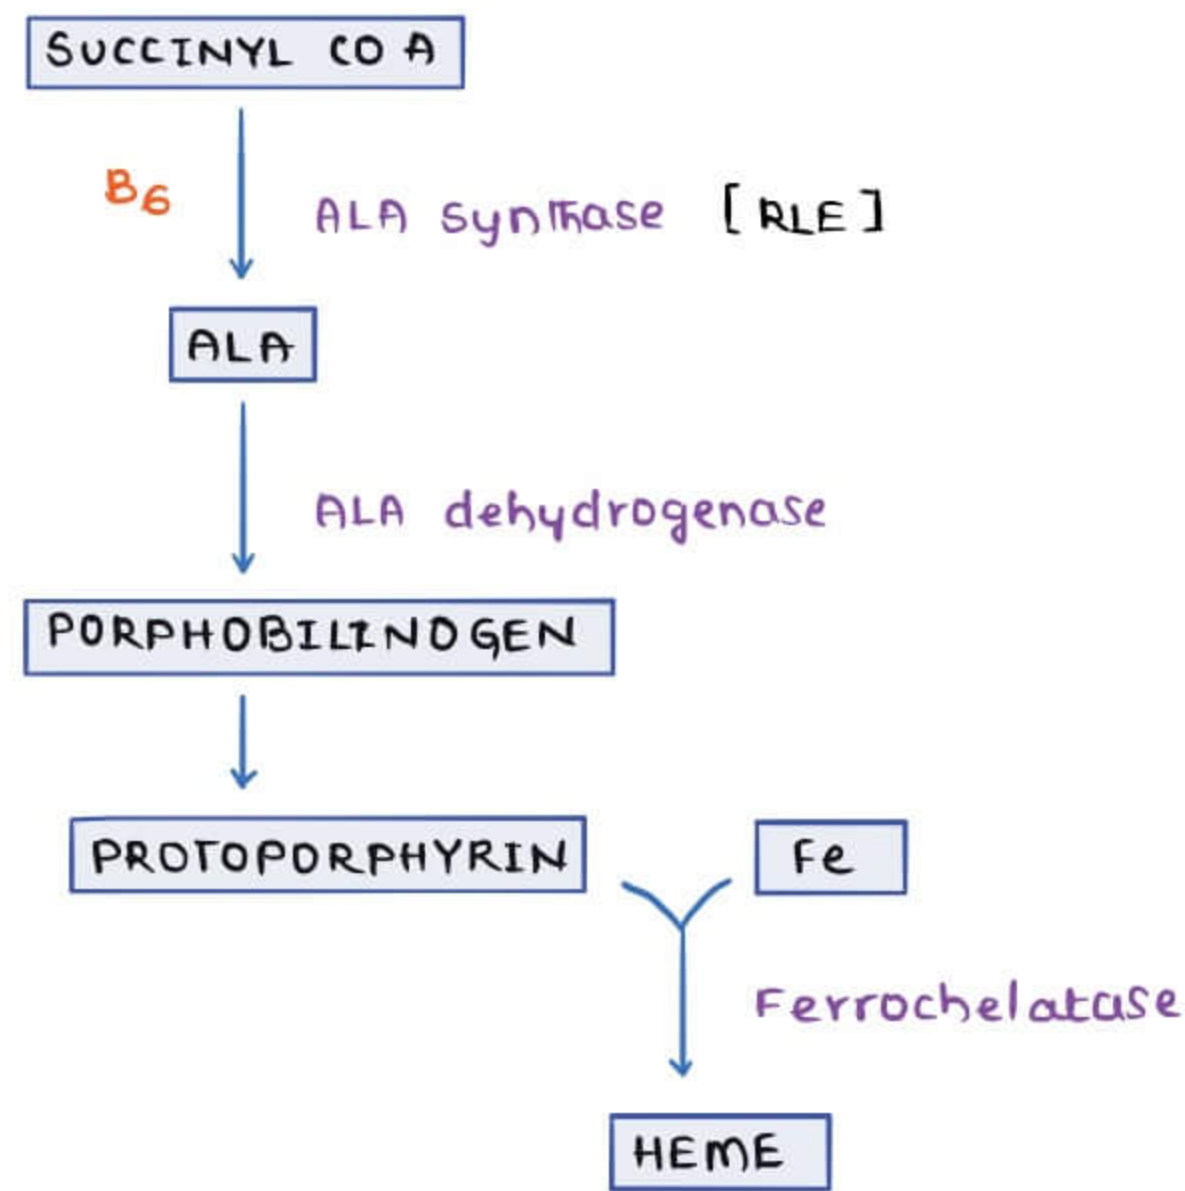 SUCCINYL CO A
B6
ALA synthase [RLE]
ALA
ALA dehydrogenase
PORPHOBILINOGEN
PROTOPORPHYRIN
Fe
Ferrochelatase
HEME